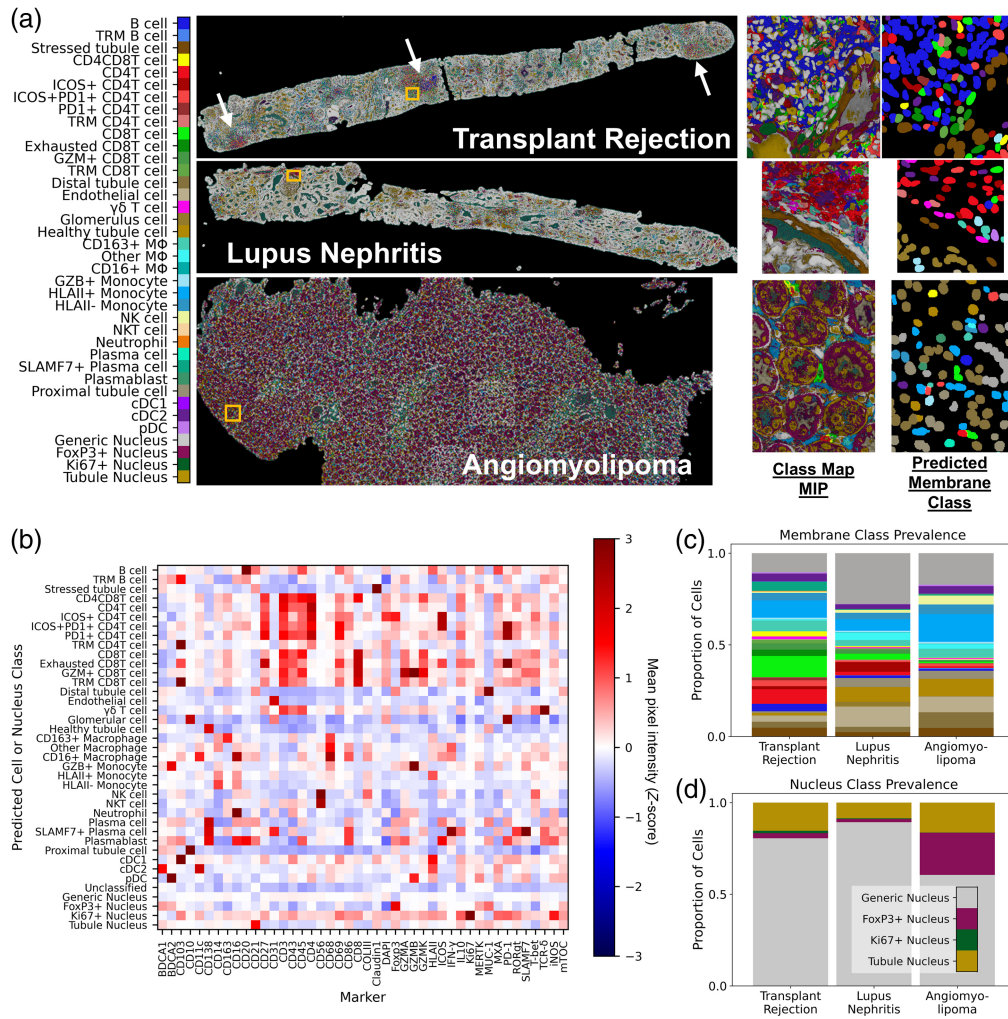 (a)
B cell
TRM B cell
Stressed tubule cell
CD4CD8T cell
CD4T cell
ICOS+ CD4T cell
ICOS+PD1+ CD4T cell
PD1+ CD4T cell
TRM CD4T cell
CD8T cell
Exhausted CD8T cell
GZM+ CD8T cell
TRM CD8T cell
Distal tubule cell
Endothelial cell
γδ T cell
Glomerulus cell
Healthy tubule cell
CD163+ MΦ
Other MΦ
CD16+ MΦ
GZB+ Monocyte
HLAII+ Monocyte
HLAII- Monocyte
NK cell
NKT cell
Neutrophil
Plasma cell
SLAMF7+ Plasma cell
Plasmablast
Proximal tubule cell
cDC1
cDC2
pDC
Generic Nucleus
FoxP3+ Nucleus
Ki67+ Nucleus
Tubule Nucleus
Transplant Rejection
Lupus Nephritis
Angiomyolipoma
Class Map
MIP
Predicted
Membrane
Class
(b)
Predicted Cell or Nucleus Class
B cell
TRM B cell
Stressed tubule cell
CD4CD8T cell
CD4T cell
ICOS+ CD4T cell
ICOS+PD1+ CD4T cell
PD1+ CD4T cell
TRM CD4T cell
CD8T cell
Exhausted CD8T cell
GZM+ CD8T cell
TRM CD8T cell
Distal tubule cell
Endothelial cell
γδ T cell
Glomerular cell
Healthy tubule cell
CD163+ Macrophage
Other Macrophage
CD16+ Macrophage
GZB+ Monocyte
HLAII+ Monocyte
HLAII- Monocyte
NK cell
NKT cell
Neutrophil
Plasma cell
SLAMF7+ Plasma cell
Plasmablast
Proximal tubule cell
cDC1
cDC2
pDC
Unclassified
Generic Nucleus
FoxP3+ Nucleus
Ki67+ Nucleus
Tubule Nucleus
BDCA1
BDCA2
CD103
CD10
CD11c
CD138
CD14
CD163
CD16
CD20
CD21
CD27
CD31
CD3
CD43
CD45
CD4
CD56
CD68
CD69
CD86
CD8
COLIII
Claudin1
DAPI
Foxp3
GZMA
GZMB
GZMK
HLAII
ICOS
IFN-γ
IL10
Ki67
MERTK
MUC-1
MXA
PD-1
RORgt
SLAMF7
T-bet
TCR-δ
iNOS
mTOC
Marker
3
2
1
0
−1
−2
−3
Mean pixel intensity (Z-score)
(c)
Membrane Class Prevalence
Proportion of Cells
1.0
0.5
0.0
Transplant
Rejection
Lupus
Nephritis
Angiomyo-
lipoma
(d)
Nucleus Class Prevalence
Proportion of Cells
1.0
0.5
0.0
Generic Nucleus
FoxP3+ Nucleus
Ki67+ Nucleus
Tubule Nucleus
Transplant
Rejection
Lupus
Nephritis
Angiomyo-
lipoma